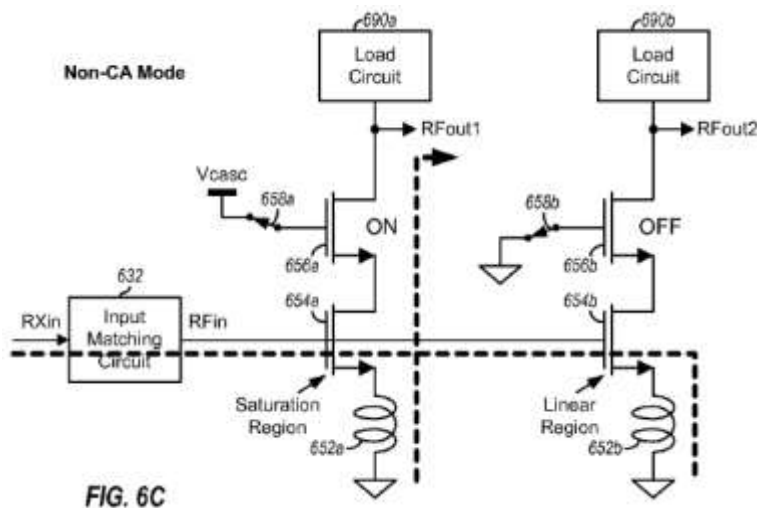 690a
690b
Load
Circuit
Load
Circuit
Non-CA Mode
RFout1
RFout2
Vcasc
658a
ON
658b
OFF
656a
656b
632
654a
654b
RXin
Input
Matching
Circuit
RFin
Saturation
Region
Linear
Region
652a
652b
FIG. 6C